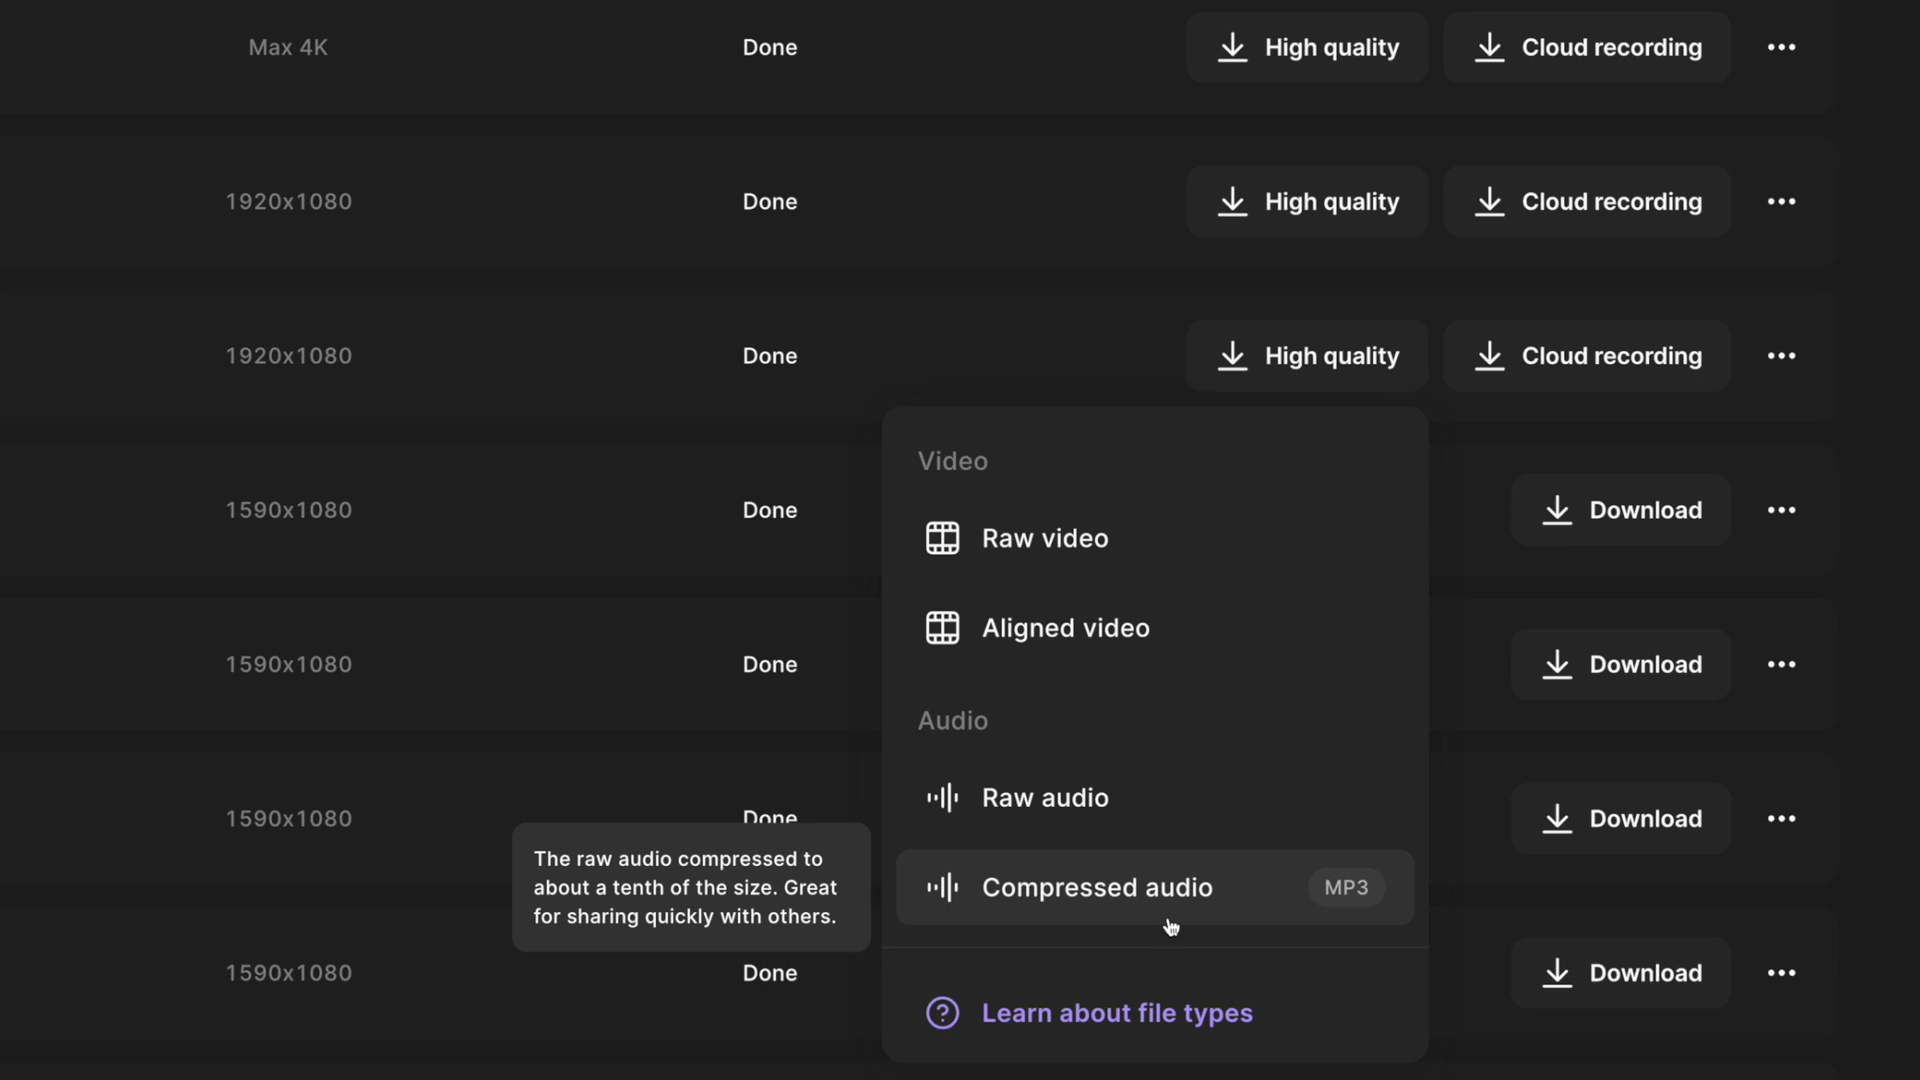 Max 4K Done High quality Cloud recording
1920x1080 Done High quality Cloud recording
1920x1080 Done High quality Cloud recording
1590x1080 Done Download
1590x1080 Done Download
1590x1080 Done Download
1590x1080 Done Download
Video
Raw video
Aligned video
Audio
Raw audio
Compressed audio MP3
Learn about file types
The raw audio compressed to
about a tenth of the size. Great
for sharing quickly with others.